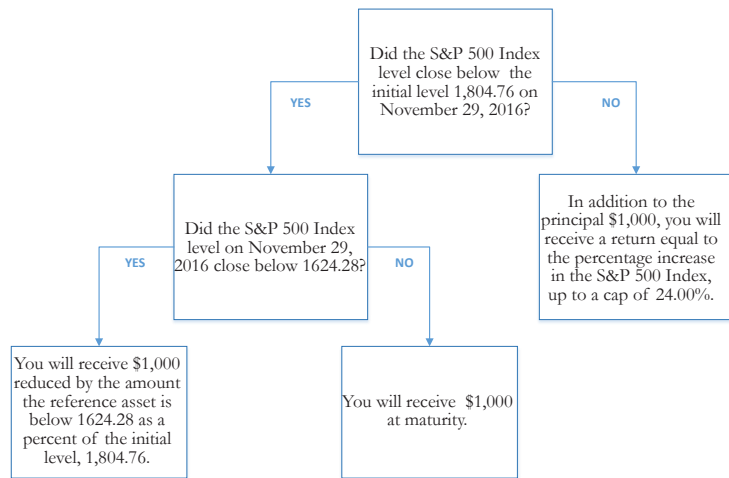 Did the S&P 500 Index
level close below the
initial level 1,804.76 on
November 29, 2016?
YES
NO
Did the S&P 500 Index
level on November 29,
2016 close below 1624.28?
In addition to the
principal $1,000, you will
receive a return equal to
the percentage increase
in the S&P 500 Index,
up to a cap of 24.00%.
YES
NO
You will receive $1,000
reduced by the amount
the reference asset is
below 1624.28 as a
percent of the initial
level, 1,804.76.
You will receive $1,000
at maturity.